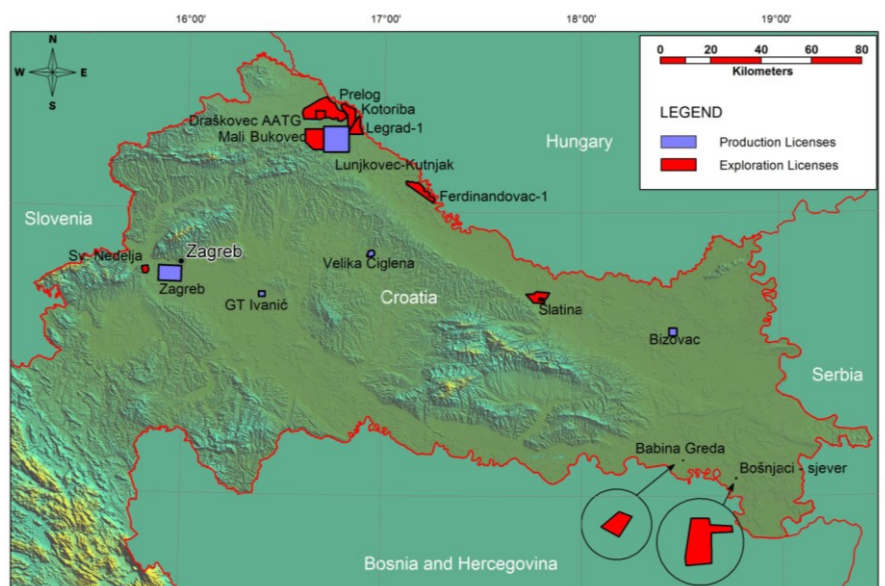 16°00'
17°00'
18°00'
19°00'
N
W
E
S
0
20
40
60
80
Kilometers
LEGEND
Production Licenses
Exploration Licenses
Prelog
Kotoriba
Draškovec AATG
Legrad-1
Mali Bukovec
Hungary
Lunjkovec-Kutnjak
Ferdinandovac-1
Slovenia
Sv. Nedelja
Zagreb
Zagreb
Velika Ciglena
GT Ivanić
Croatia
Slatina
Bizovac
Serbia
Babina Greda
Bošnjaci - sjever
Bosnia and Hercegovina